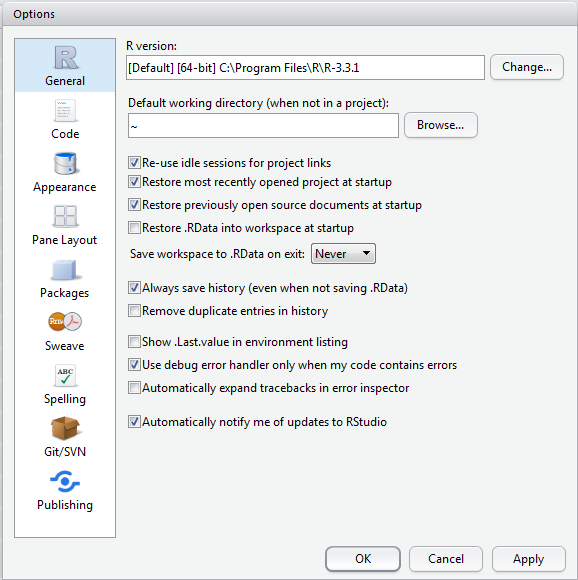 Options
R version:
[Default] [64-bit] C:\Program Files\R\R-3.3.1
Change...
Default working directory (when not in a project):
~
Browse...
Re-use idle sessions for project links
Restore most recently opened project at startup
Restore previously open source documents at startup
Restore .RData into workspace at startup
Save workspace to .RData on exit: Never
Always save history (even when not saving .RData)
Remove duplicate entries in history
Show .Last.value in environment listing
Use debug error handler only when my code contains errors
Automatically expand tracebacks in error inspector
Automatically notify me of updates to RStudio
R
General
Code
Appearance
Pane Layout
Packages
Sweave
ABC
Spelling
Git/SVN
Publishing
OK
Cancel
Apply